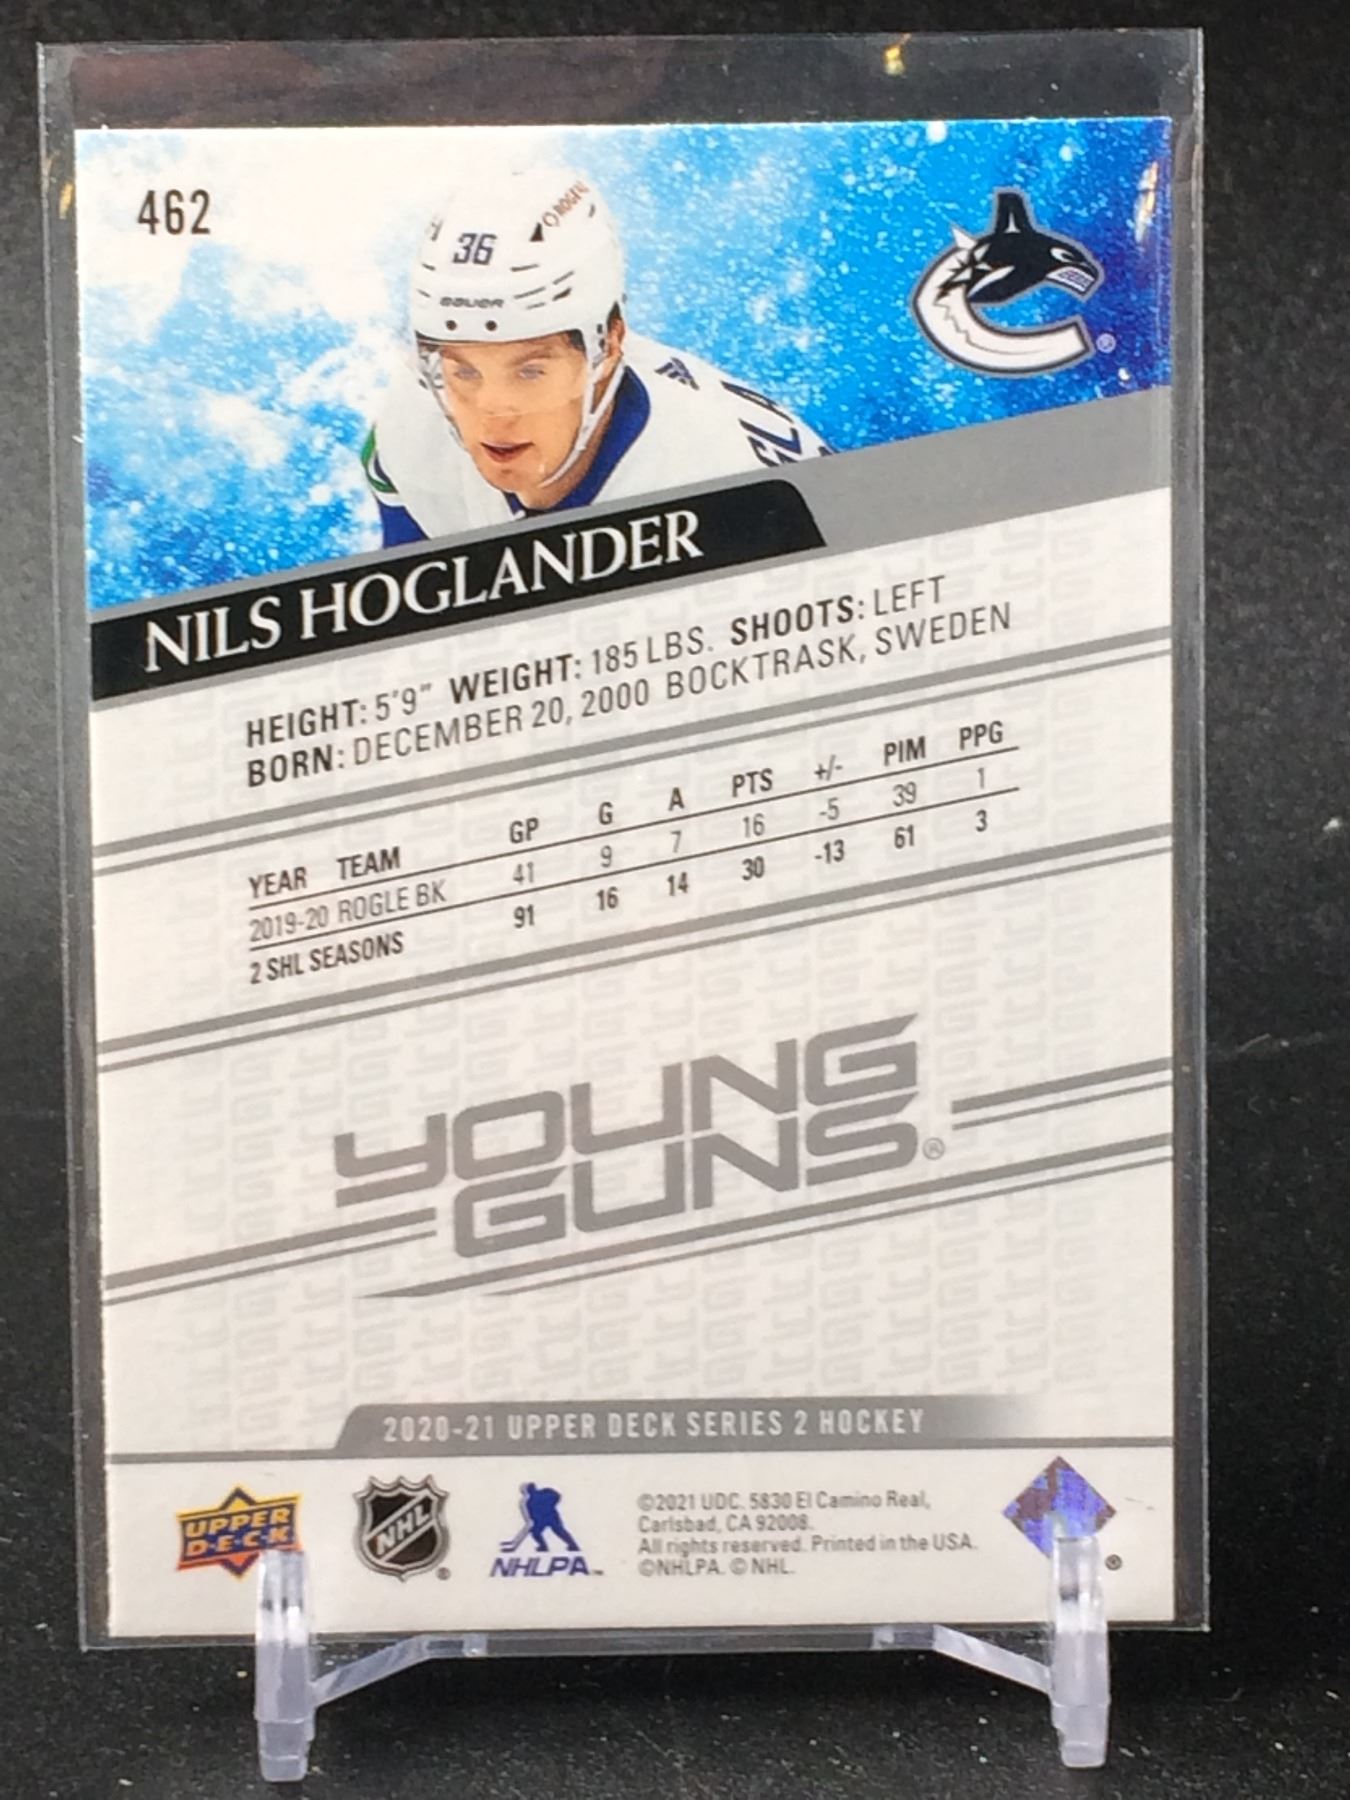 462
ROGERS
36
BAUER
NILS HOGLANDER
HEIGHT: 5'9" WEIGHT: 185 LBS. SHOOTS: LEFT
BORN: DECEMBER 20, 2000 BOCKTRASK, SWEDEN
YEAR TEAM GP G A PTS +/- PIM PPG
2019-20 ROGLE BK 41 9 7 16 -5 39 1
2 SHL SEASONS 91 16 14 30 -13 61 3
YOUNG
GUNS®
2020-21 UPPER DECK SERIES 2 HOCKEY
UPPER
D·E·C·K
NHL®
NHLPA™
©2021 UDC. 5830 El Camino Real,
Carlsbad, CA 92008.
All rights reserved. Printed in the USA.
©NHLPA. © NHL.